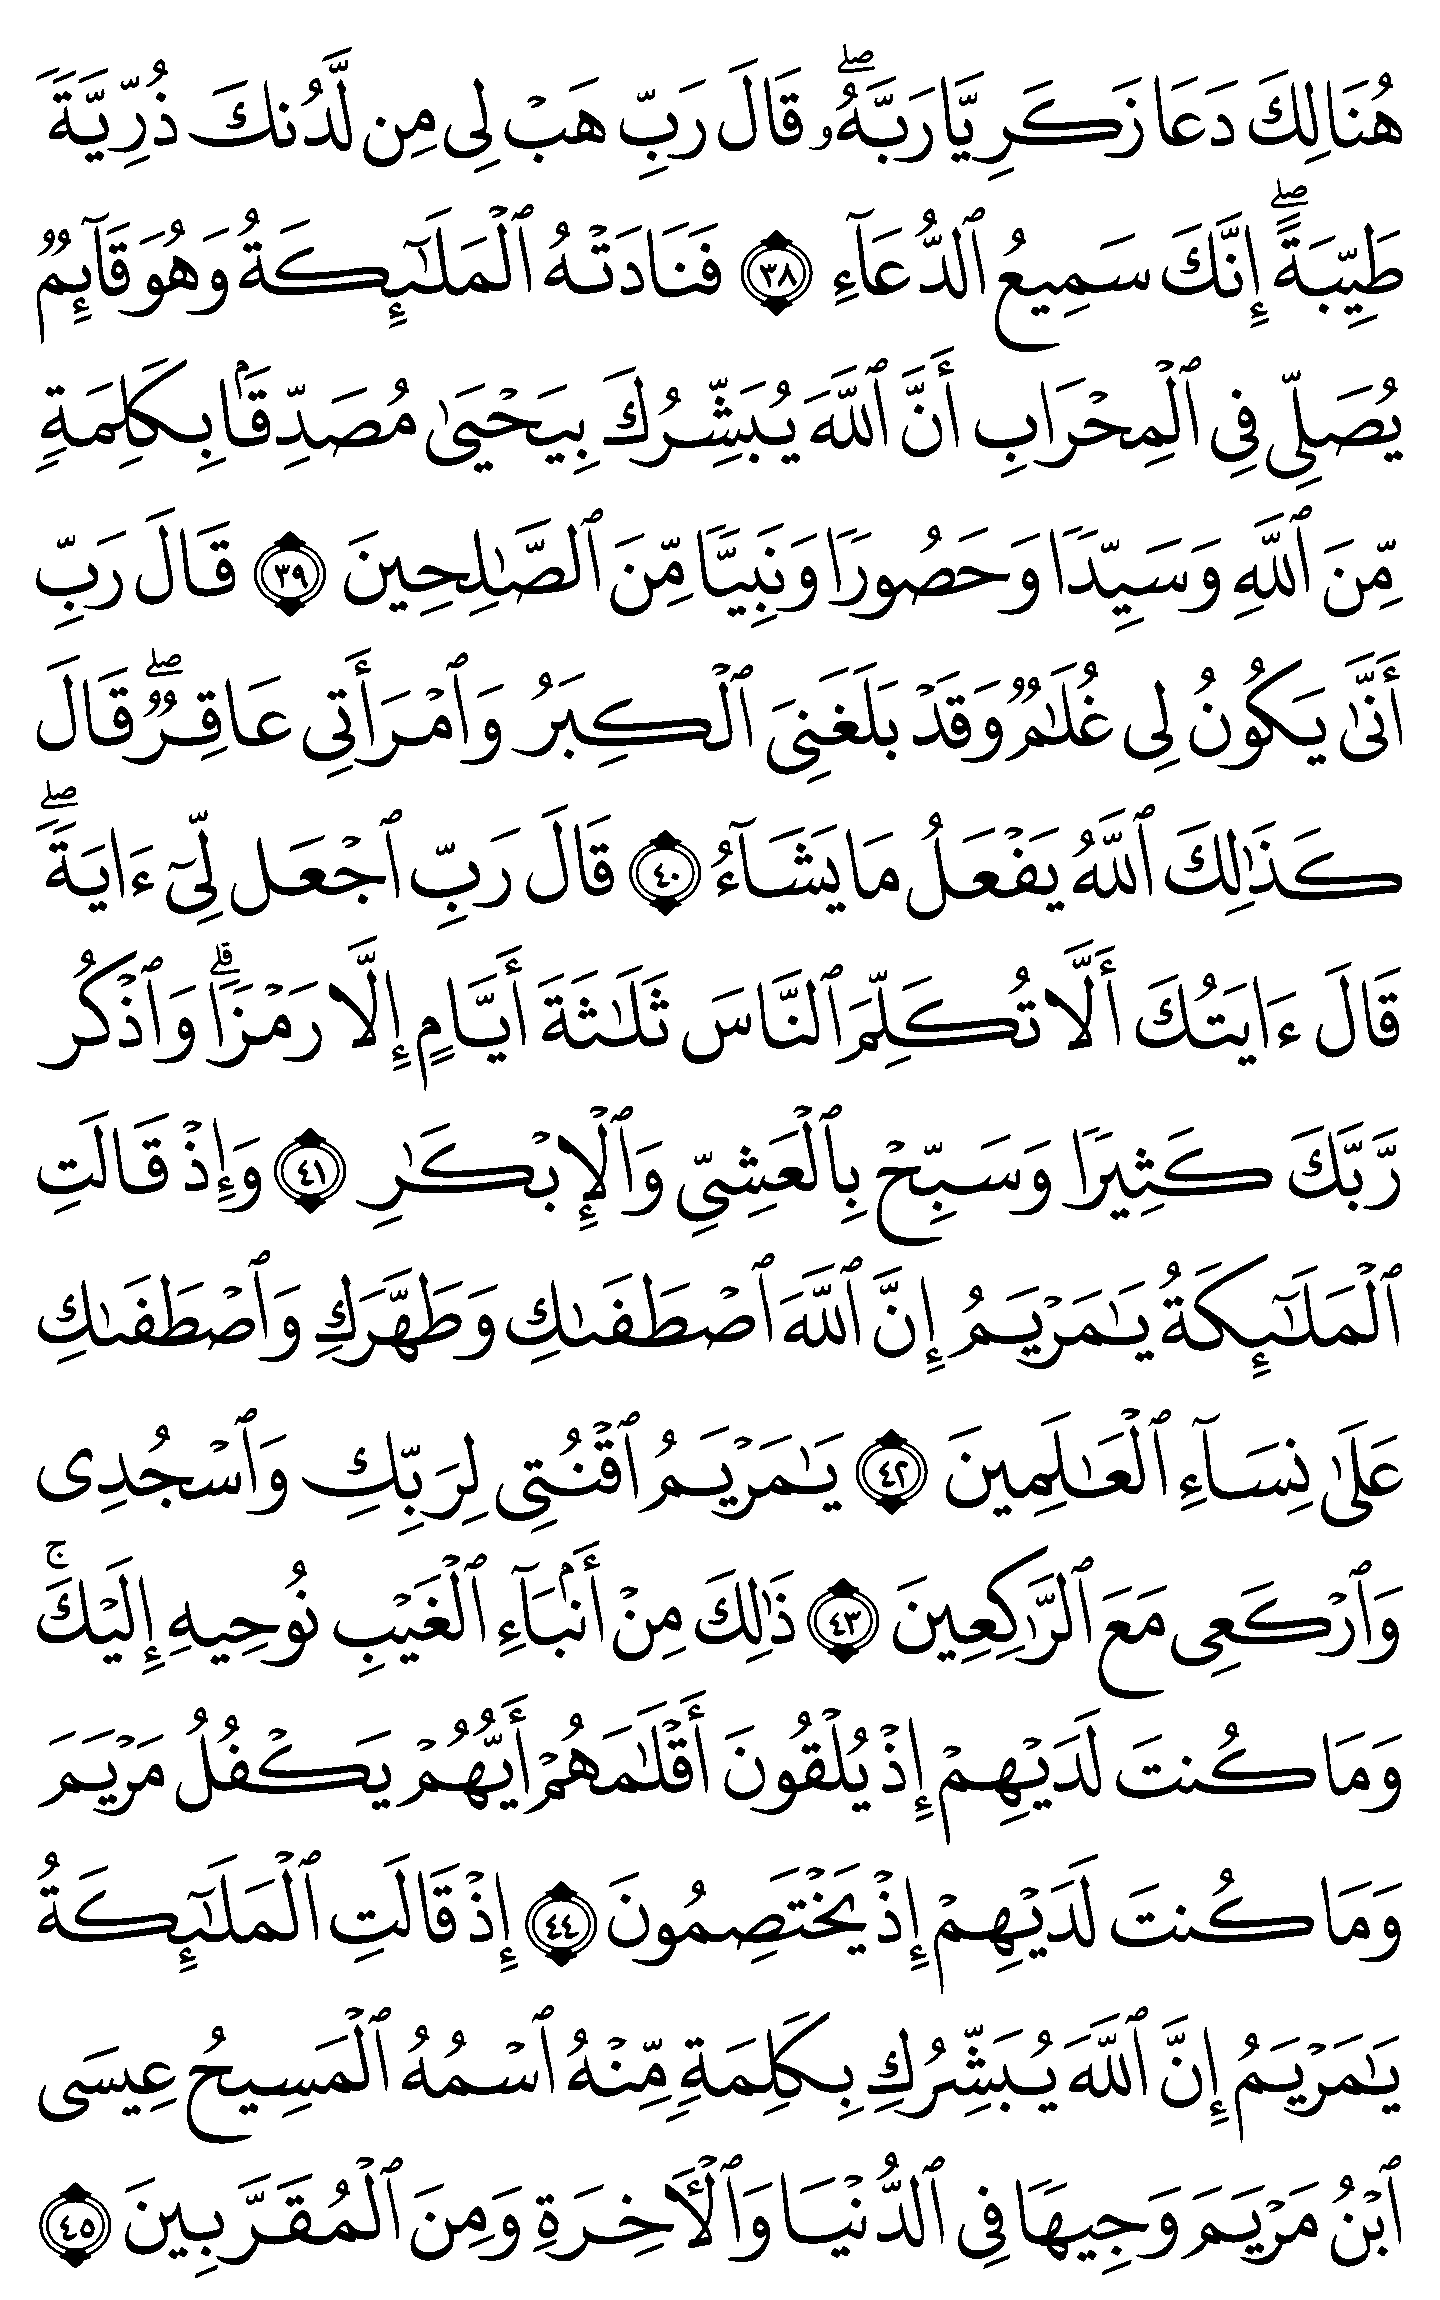 هُنَالِكَ دَعَا زَكَرِيَّا رَبَّهُۥۖ قَالَ رَبِّ هَبْ لِى مِن لَّدُنكَ ذُرِّيَّةً
طَيِّبَةًۖ إِنَّكَ سَمِيعُ ٱلدُّعَآءِ ٣٨ فَنَادَتْهُ ٱلْمَلَٰٓئِكَةُ وَهُوَ قَآئِمٌ
يُصَلِّى فِى ٱلْمِحْرَابِ أَنَّ ٱللَّهَ يُبَشِّرُكَ بِيَحْيَىٰ مُصَدِّقَۢا بِكَلِمَةٍ
مِّنَ ٱللَّهِ وَسَيِّدًا وَحَصُورًا وَنَبِيًّا مِّنَ ٱلصَّٰلِحِينَ ٣٩ قَالَ رَبِّ
أَنَّىٰ يَكُونُ لِى غُلَٰمٌ وَقَدْ بَلَغَنِىَ ٱلْكِبَرُ وَٱمْرَأَتِى عَاقِرٌۖ قَالَ
كَذَٰلِكَ ٱللَّهُ يَفْعَلُ مَا يَشَآءُ ٤٠ قَالَ رَبِّ ٱجْعَل لِّىٓ ءَايَةًۖ
قَالَ ءَايَتُكَ أَلَّا تُكَلِّمَ ٱلنَّاسَ ثَلَٰثَةَ أَيَّامٍ إِلَّا رَمْزًاۗ وَٱذْكُر
رَّبَّكَ كَثِيرًا وَسَبِّحْ بِٱلْعَشِىِّ وَٱلْإِبْكَٰرِ ٤١ وَإِذْ قَالَتِ
ٱلْمَلَٰٓئِكَةُ يَٰمَرْيَمُ إِنَّ ٱللَّهَ ٱصْطَفَىٰكِ وَطَهَّرَكِ وَٱصْطَفَىٰكِ
عَلَىٰ نِسَآءِ ٱلْعَٰلَمِينَ ٤٢ يَٰمَرْيَمُ ٱقْنُتِى لِرَبِّكِ وَٱسْجُدِى
وَٱرْكَعِى مَعَ ٱلرَّٰكِعِينَ ٤٣ ذَٰلِكَ مِنْ أَنۢبَآءِ ٱلْغَيْبِ نُوحِيهِ إِلَيْكَۚ
وَمَا كُنتَ لَدَيْهِمْ إِذْ يُلْقُونَ أَقْلَٰمَهُمْ أَيُّهُمْ يَكْفُلُ مَرْيَمَ
وَمَا كُنتَ لَدَيْهِمْ إِذْ يَخْتَصِمُونَ ٤٤ إِذْ قَالَتِ ٱلْمَلَٰٓئِكَةُ
يَٰمَرْيَمُ إِنَّ ٱللَّهَ يُبَشِّرُكِ بِكَلِمَةٍ مِّنْهُ ٱسْمُهُ ٱلْمَسِيحُ عِيسَى
ٱبْنُ مَرْيَمَ وَجِيهًا فِى ٱلدُّنْيَا وَٱلْءَاخِرَةِ وَمِنَ ٱلْمُقَرَّبِينَ ٤٥